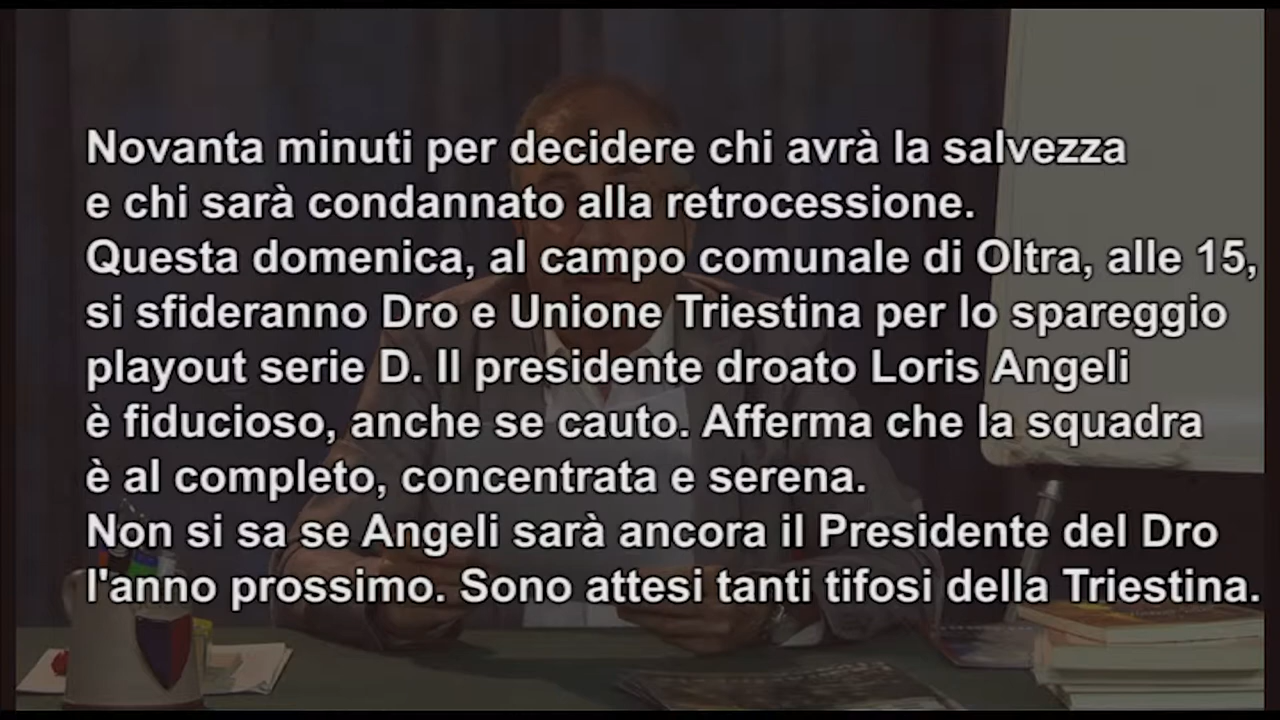 Novanta minuti per decidere chi avrà la salvezza
e chi sarà condannato alla retrocessione.
Questa domenica, al campo comunale di Oltra, alle 15,
si sfideranno Dro e Unione Triestina per lo spareggio
playout serie D. Il presidente droato Loris Angeli
è fiducioso, anche se cauto. Afferma che la squadra
è al completo, concentrata e serena.
Non si sa se Angeli sarà ancora il Presidente del Dro
l'anno prossimo. Sono attesi tanti tifosi della Triestina.